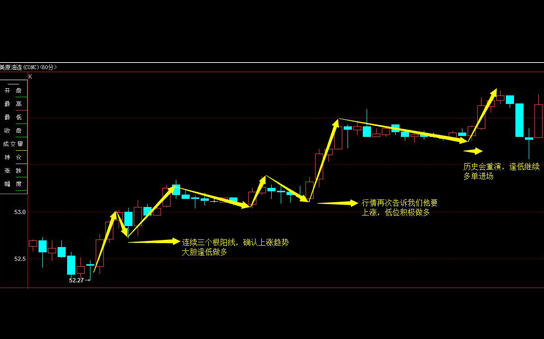 美原油连(CONC)<60分>
K
开 盘
最 高
最 低
收 盘
成交量
持 仓
涨 跌
幅 度
历史会重演，逢低继续
多单进场
行情再次告诉我们他要
上涨，低位积极做多
53.0
连续三个根阳线，确认上涨趋势
大胆逢低做多
52.5
52.27